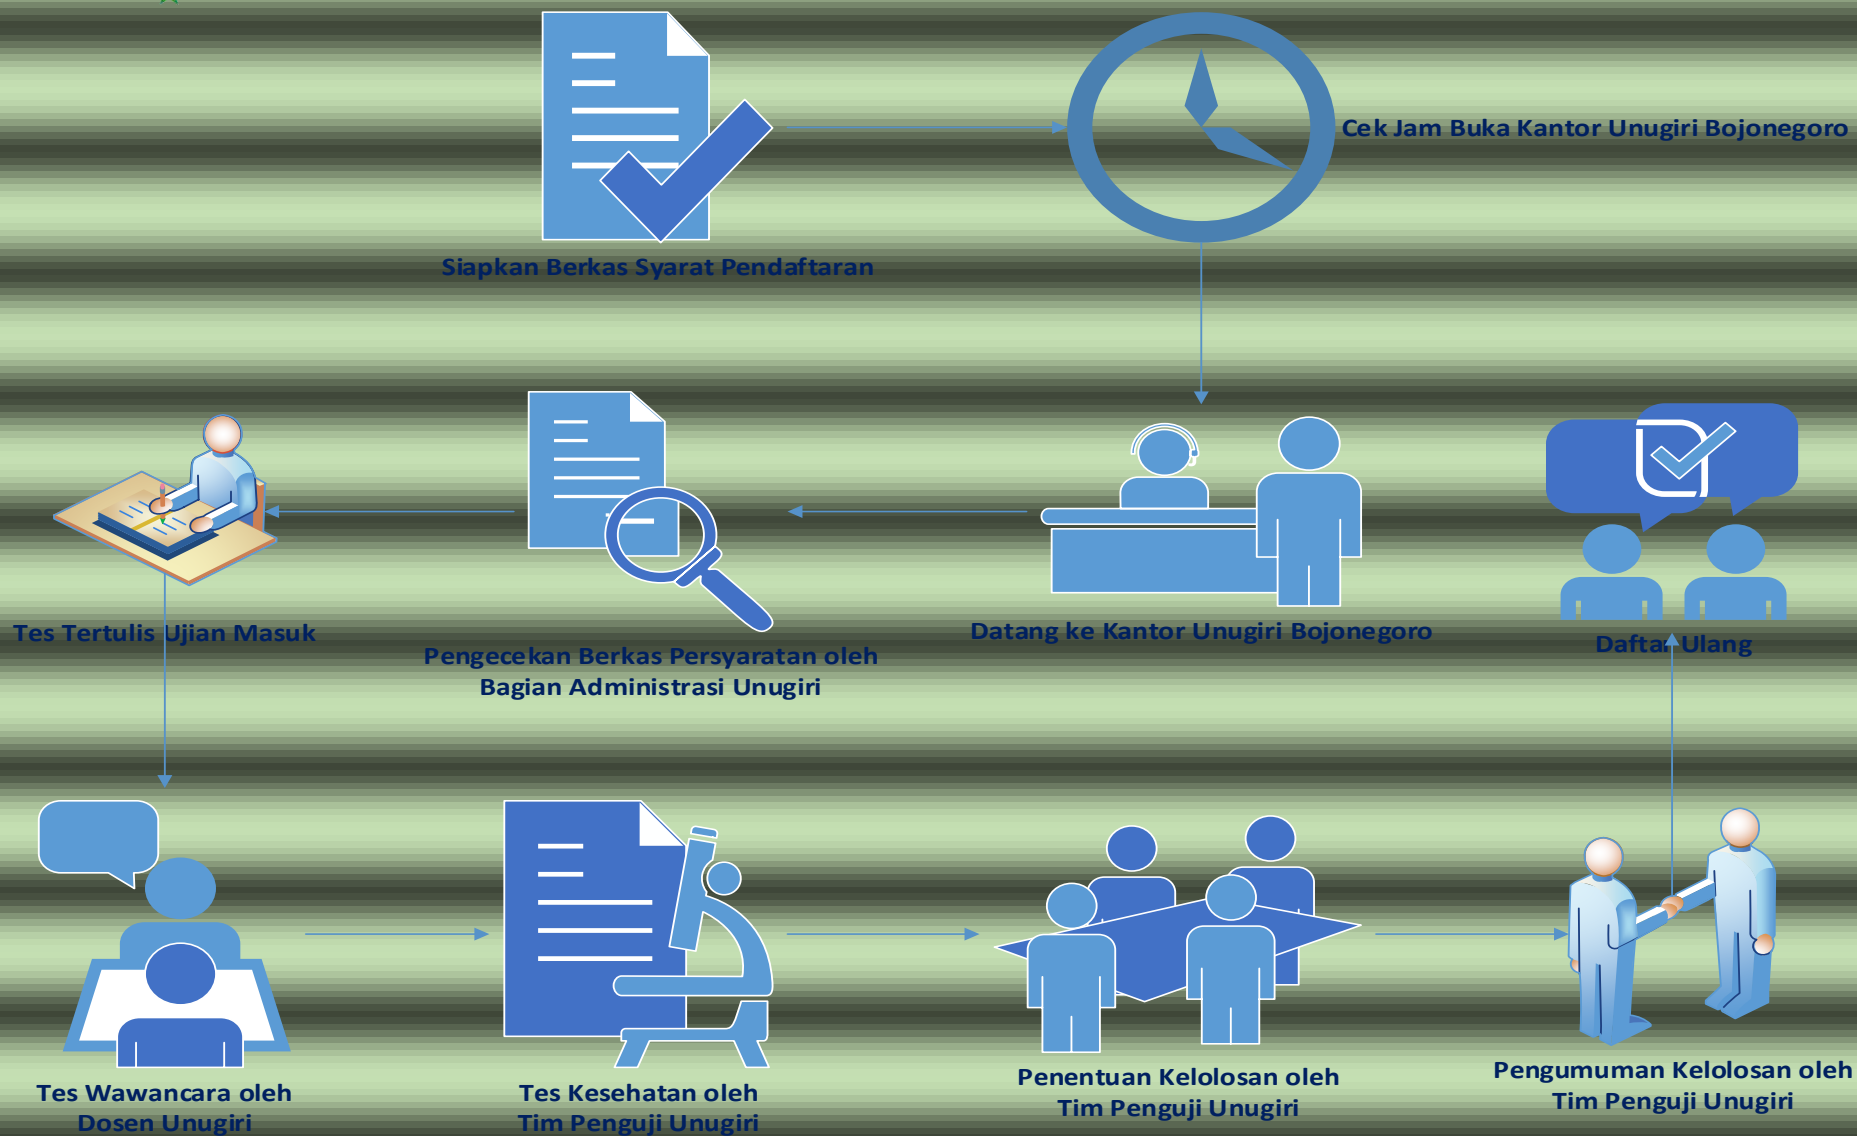 Cek Jam Buka Kantor Unugiri Bojonegoro
Siapkan Berkas Syarat Pendaftaran
Tes Tertulis Ujian Masuk
Pengecekan Berkas Persyaratan oleh
Bagian Administrasi Unugiri
Datang ke Kantor Unugiri Bojonegoro
Daftar Ulang
Tes Wawancara oleh
Dosen Unugiri
Tes Kesehatan oleh
Tim Penguji Unugiri
Penentuan Kelolosan oleh
Tim Penguji Unugiri
Pengumuman Kelolosan oleh
Tim Penguji Unugiri